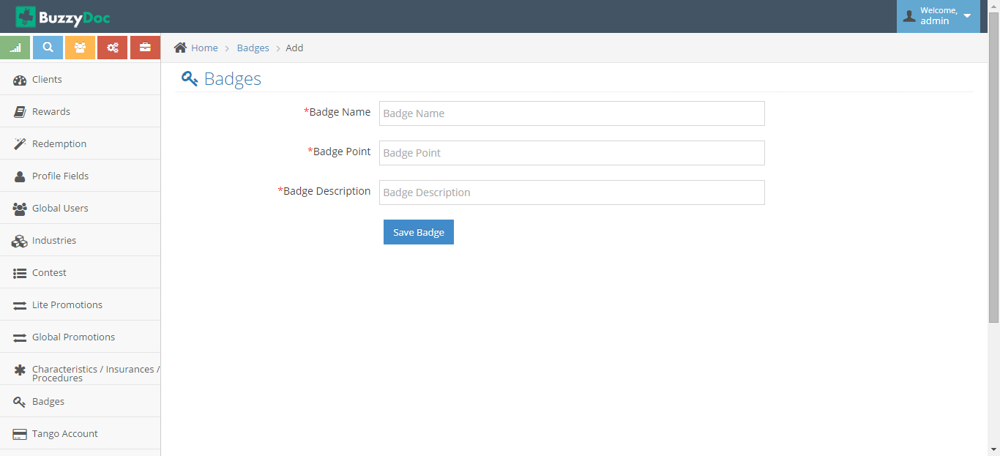 BuzzyDoc
Welcome,
admin
Home
Badges
Add
Clients
Rewards
Redemption
Profile Fields
Global Users
Industries
Contest
Lite Promotions
Global Promotions
Characteristics / Insurances /
Procedures
Badges
Tango Account
Badges
*Badge Name
Badge Name
*Badge Point
Badge Point
*Badge Description
Badge Description
Save Badge